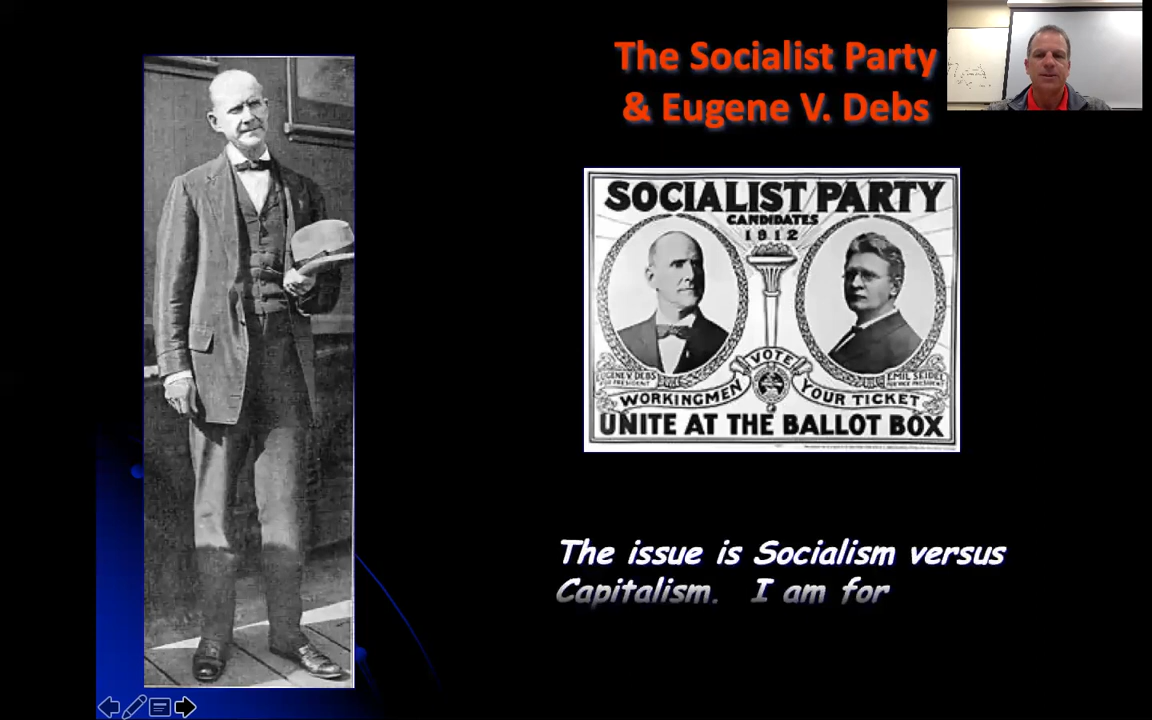 The Socialist Party
& Eugene V. Debs
SOCIALIST PARTY
CANDIDATES
1912
VOTE
EUGENE V. DEBS
FOR PRESIDENT
EMIL SEIDEL
FOR VICE PRESIDENT
WORKINGMEN
YOUR TICKET
UNITE AT THE BALLOT BOX
The issue is Socialism versus
Capitalism. I am for